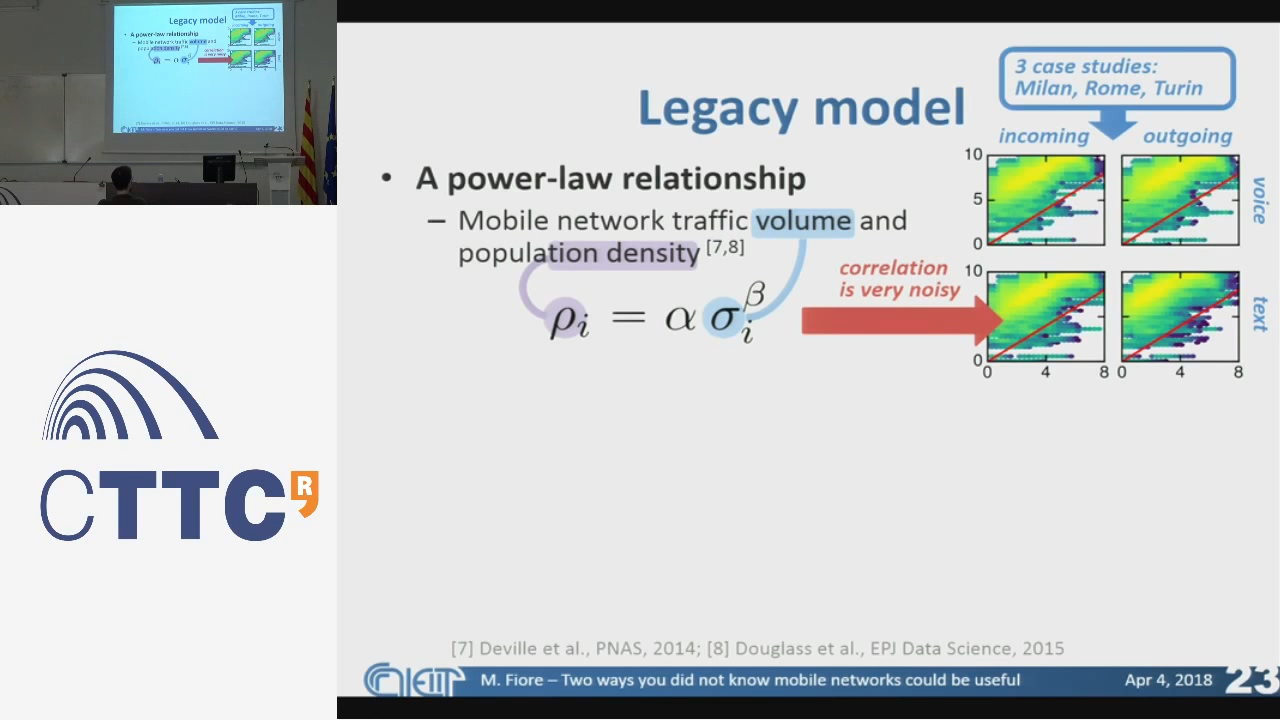 Legacy model
3 case studies:
Milan, Rome, Turin
incoming outgoing
• A power-law relationship
– Mobile network traffic volume and
population density [7,8]
ρi = α σi^β
correlation
is very noisy
10
5
0
voice
10
0
text
0 4 8 0 4 8
CTTC
R
[7] Deville et al., PNAS, 2014; [8] Douglass et al., EPJ Data Science, 2015
CNR IEIIT M. Fiore – Two ways you did not know mobile networks could be useful Apr 4, 2018 23